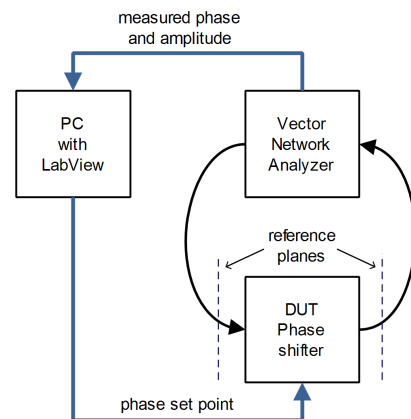 measured phase
and amplitude
PC
with
LabView
Vector
Network
Analyzer
reference
planes
DUT
Phase
shifter
phase set point